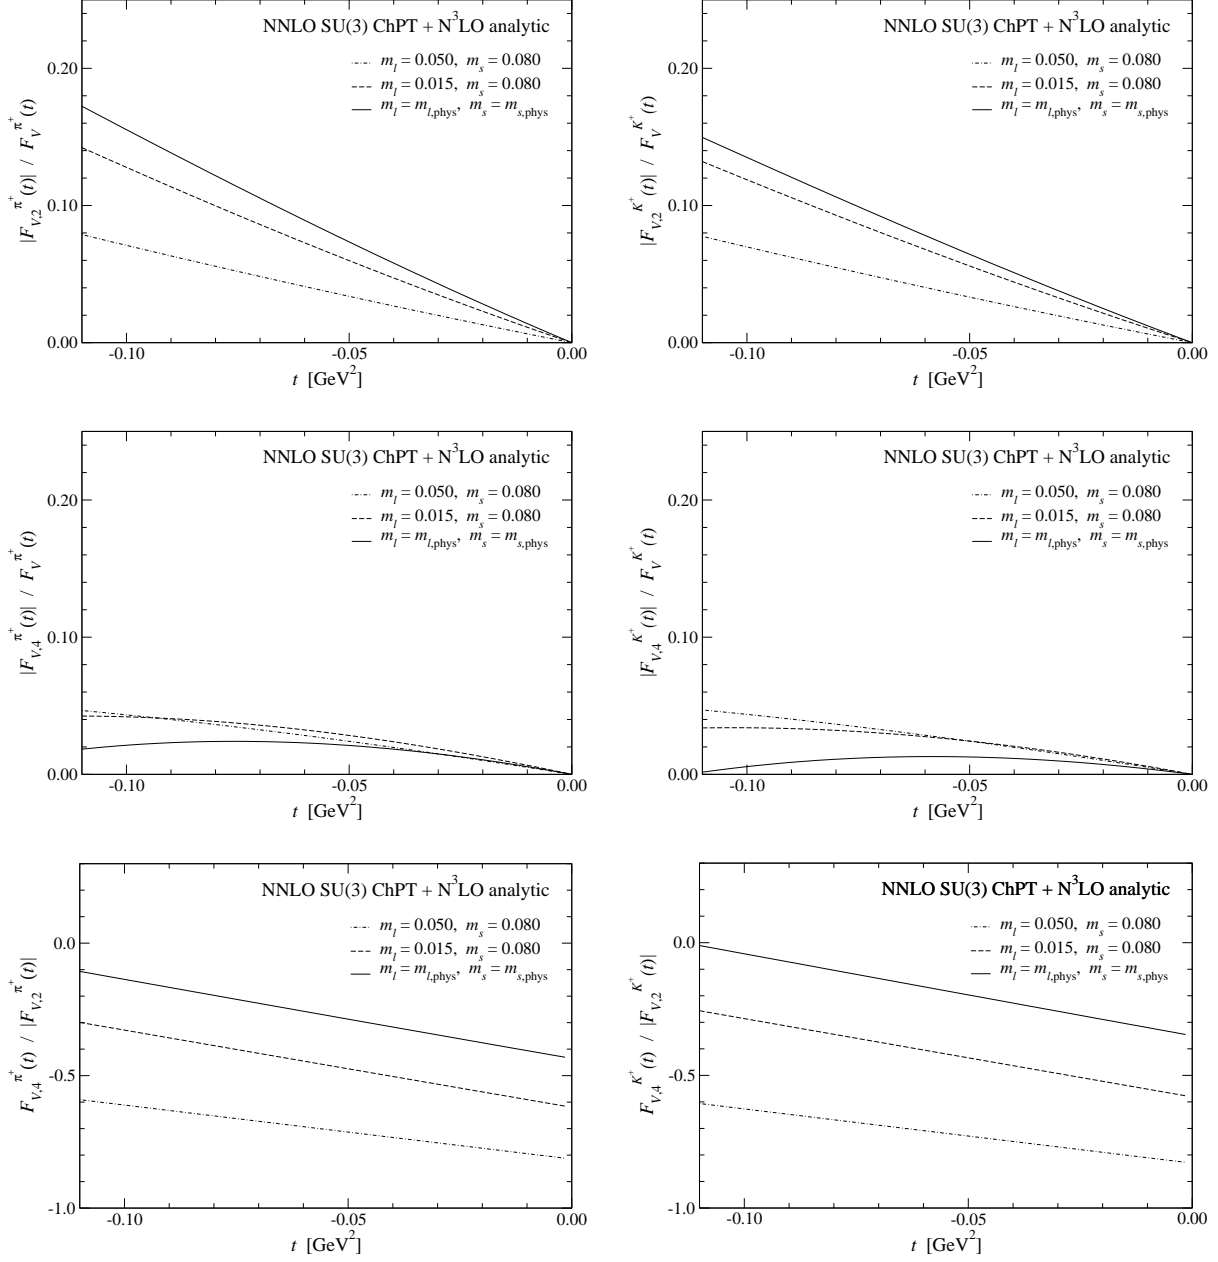 NNLO SU(3) ChPT + N³LO analytic
m_l = 0.050, m_s = 0.080
m_l = 0.015, m_s = 0.080
m_l = m_l,phys, m_s = m_s,phys
|F_V,2^π⁺(t)| / F_V^π⁺(t)
0.20
0.10
0.00
-0.10 -0.05 0.00
t [GeV²]
NNLO SU(3) ChPT + N³LO analytic
m_l = 0.050, m_s = 0.080
m_l = 0.015, m_s = 0.080
m_l = m_l,phys, m_s = m_s,phys
|F_V,2^K⁺(t)| / F_V^K⁺(t)
0.20
0.10
0.00
-0.10 -0.05 0.00
t [GeV²]
NNLO SU(3) ChPT + N³LO analytic
m_l = 0.050, m_s = 0.080
m_l = 0.015, m_s = 0.080
m_l = m_l,phys, m_s = m_s,phys
|F_V,4^π⁺(t)| / F_V^π⁺(t)
0.20
0.10
0.00
-0.10 -0.05 0.00
t [GeV²]
NNLO SU(3) ChPT + N³LO analytic
m_l = 0.050, m_s = 0.080
m_l = 0.015, m_s = 0.080
m_l = m_l,phys, m_s = m_s,phys
|F_V,4^K⁺(t)| / F_V^K⁺(t)
0.20
0.10
0.00
-0.10 -0.05 0.00
t [GeV²]
NNLO SU(3) ChPT + N³LO analytic
m_l = 0.050, m_s = 0.080
m_l = 0.015, m_s = 0.080
m_l = m_l,phys, m_s = m_s,phys
F_V,4^π⁺(t) / |F_V,2^π⁺(t)|
0.0
-0.5
-1.0
-0.10 -0.05 0.00
t [GeV²]
NNLO SU(3) ChPT + N³LO analytic
m_l = 0.050, m_s = 0.080
m_l = 0.015, m_s = 0.080
m_l = m_l,phys, m_s = m_s,phys
F_V,4^K⁺(t) / |F_V,2^K⁺(t)|
0.0
-0.5
-1.0
-0.10 -0.05 0.00
t [GeV²]